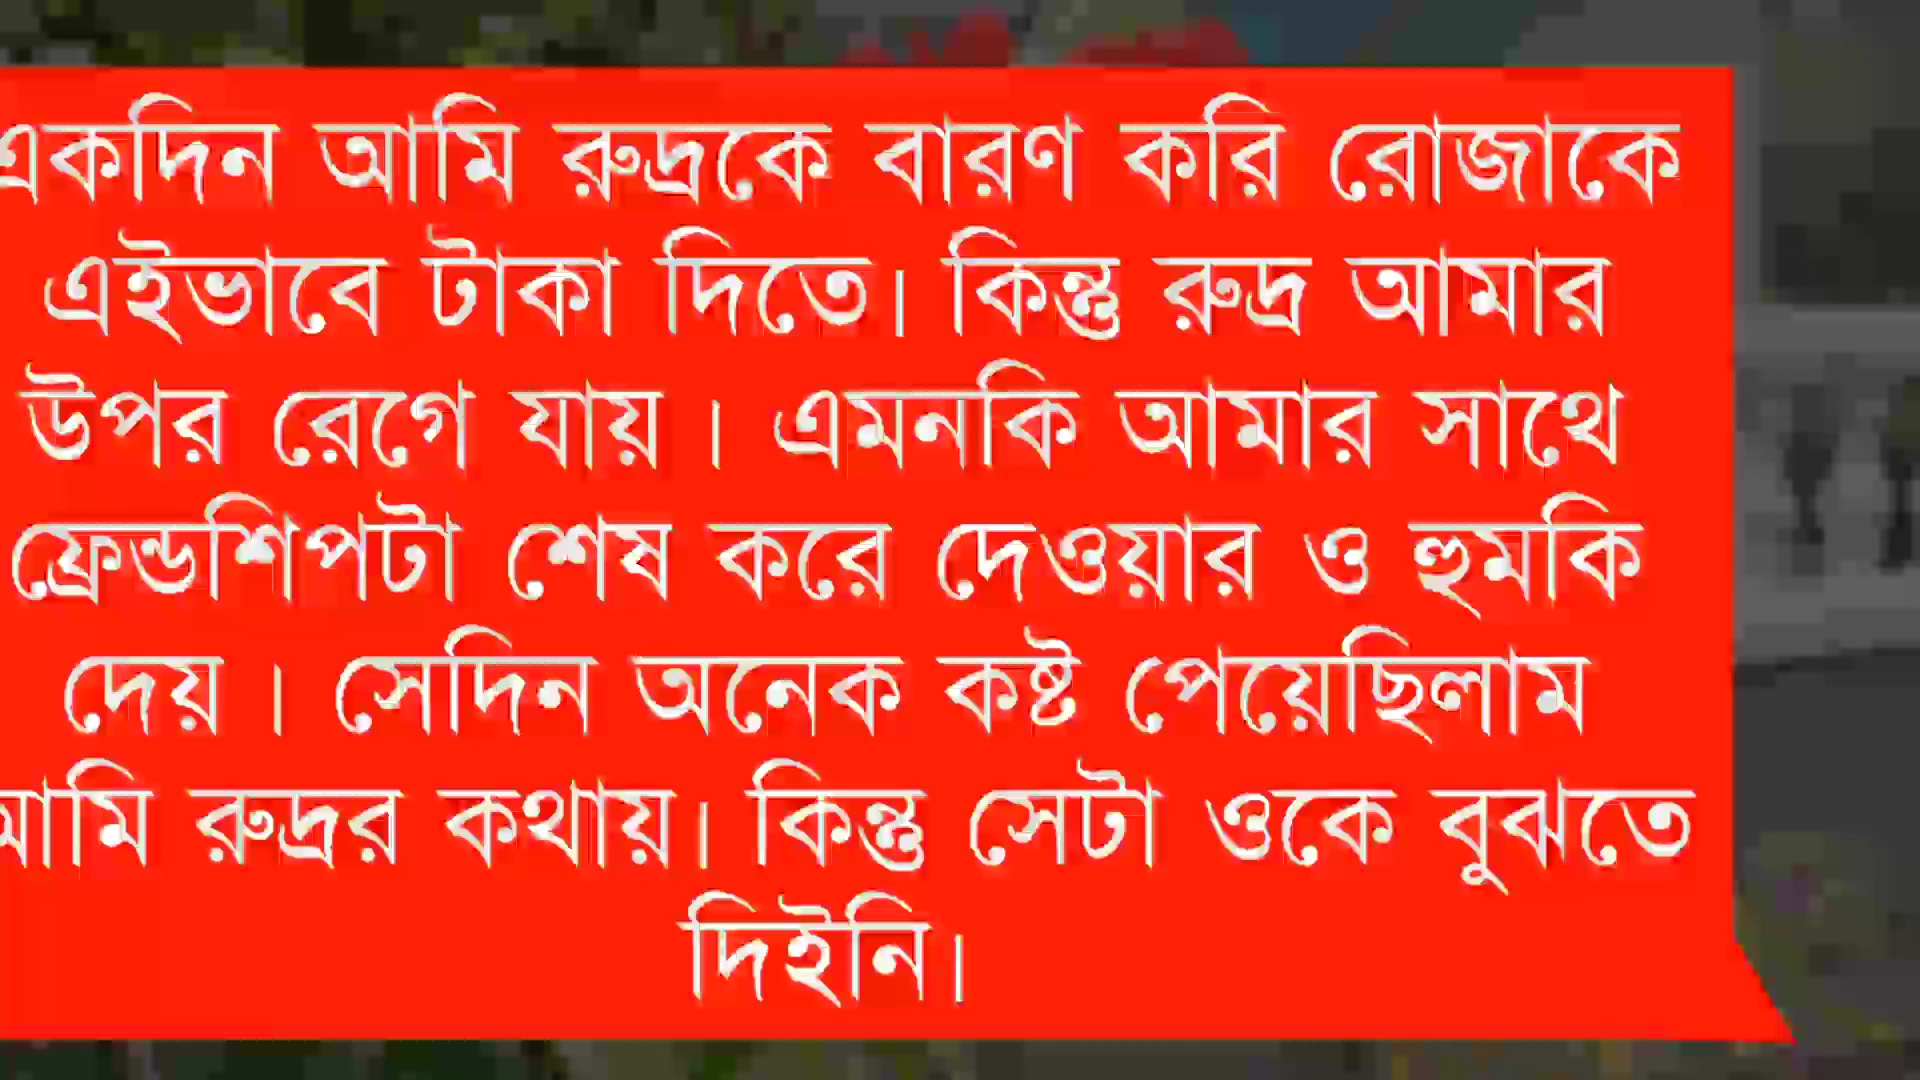 একদিন আমি রুদ্রকে বারণ করি রোজাকে
এইভাবে টাকা দিতে। কিন্তু রুদ্র আমার
উপর রেগে যায় । এমনকি আমার সাথে
ফ্রেন্ডশিপটা শেষ করে দেওয়ার ও হুমকি
দেয় । সেদিন অনেক কষ্ট পেয়েছিলাম
আমি রুদ্রর কথায়। কিন্তু সেটা ওকে বুঝতে
দিইনি।